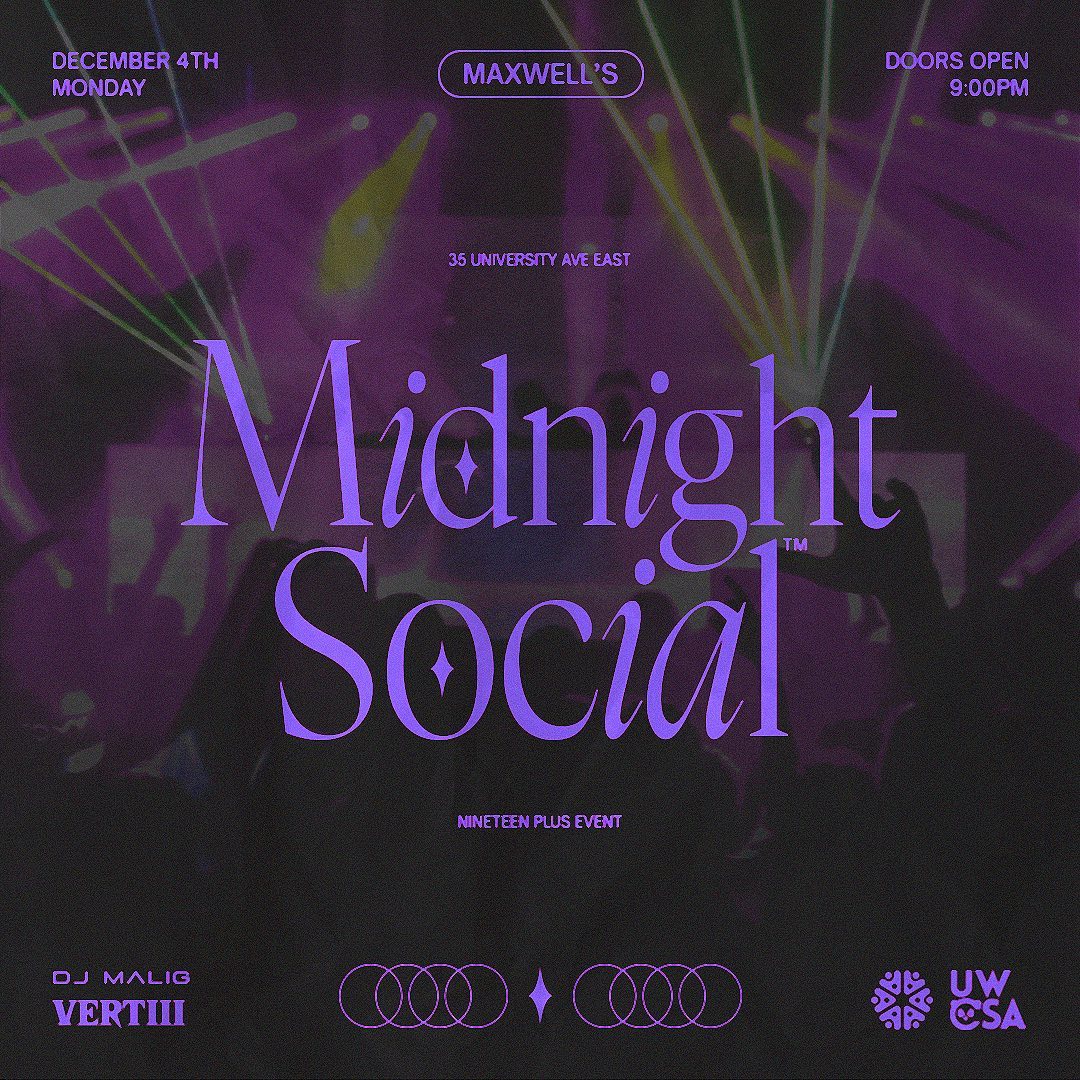 DECEMBER 4TH
MONDAY
MAXWELL'S
DOORS OPEN
9:00PM
35 UNIVERSITY AVE EAST
Midnight
Social™
NINETEEN PLUS EVENT
DJ MALIG
VERTIII
UW
CSA